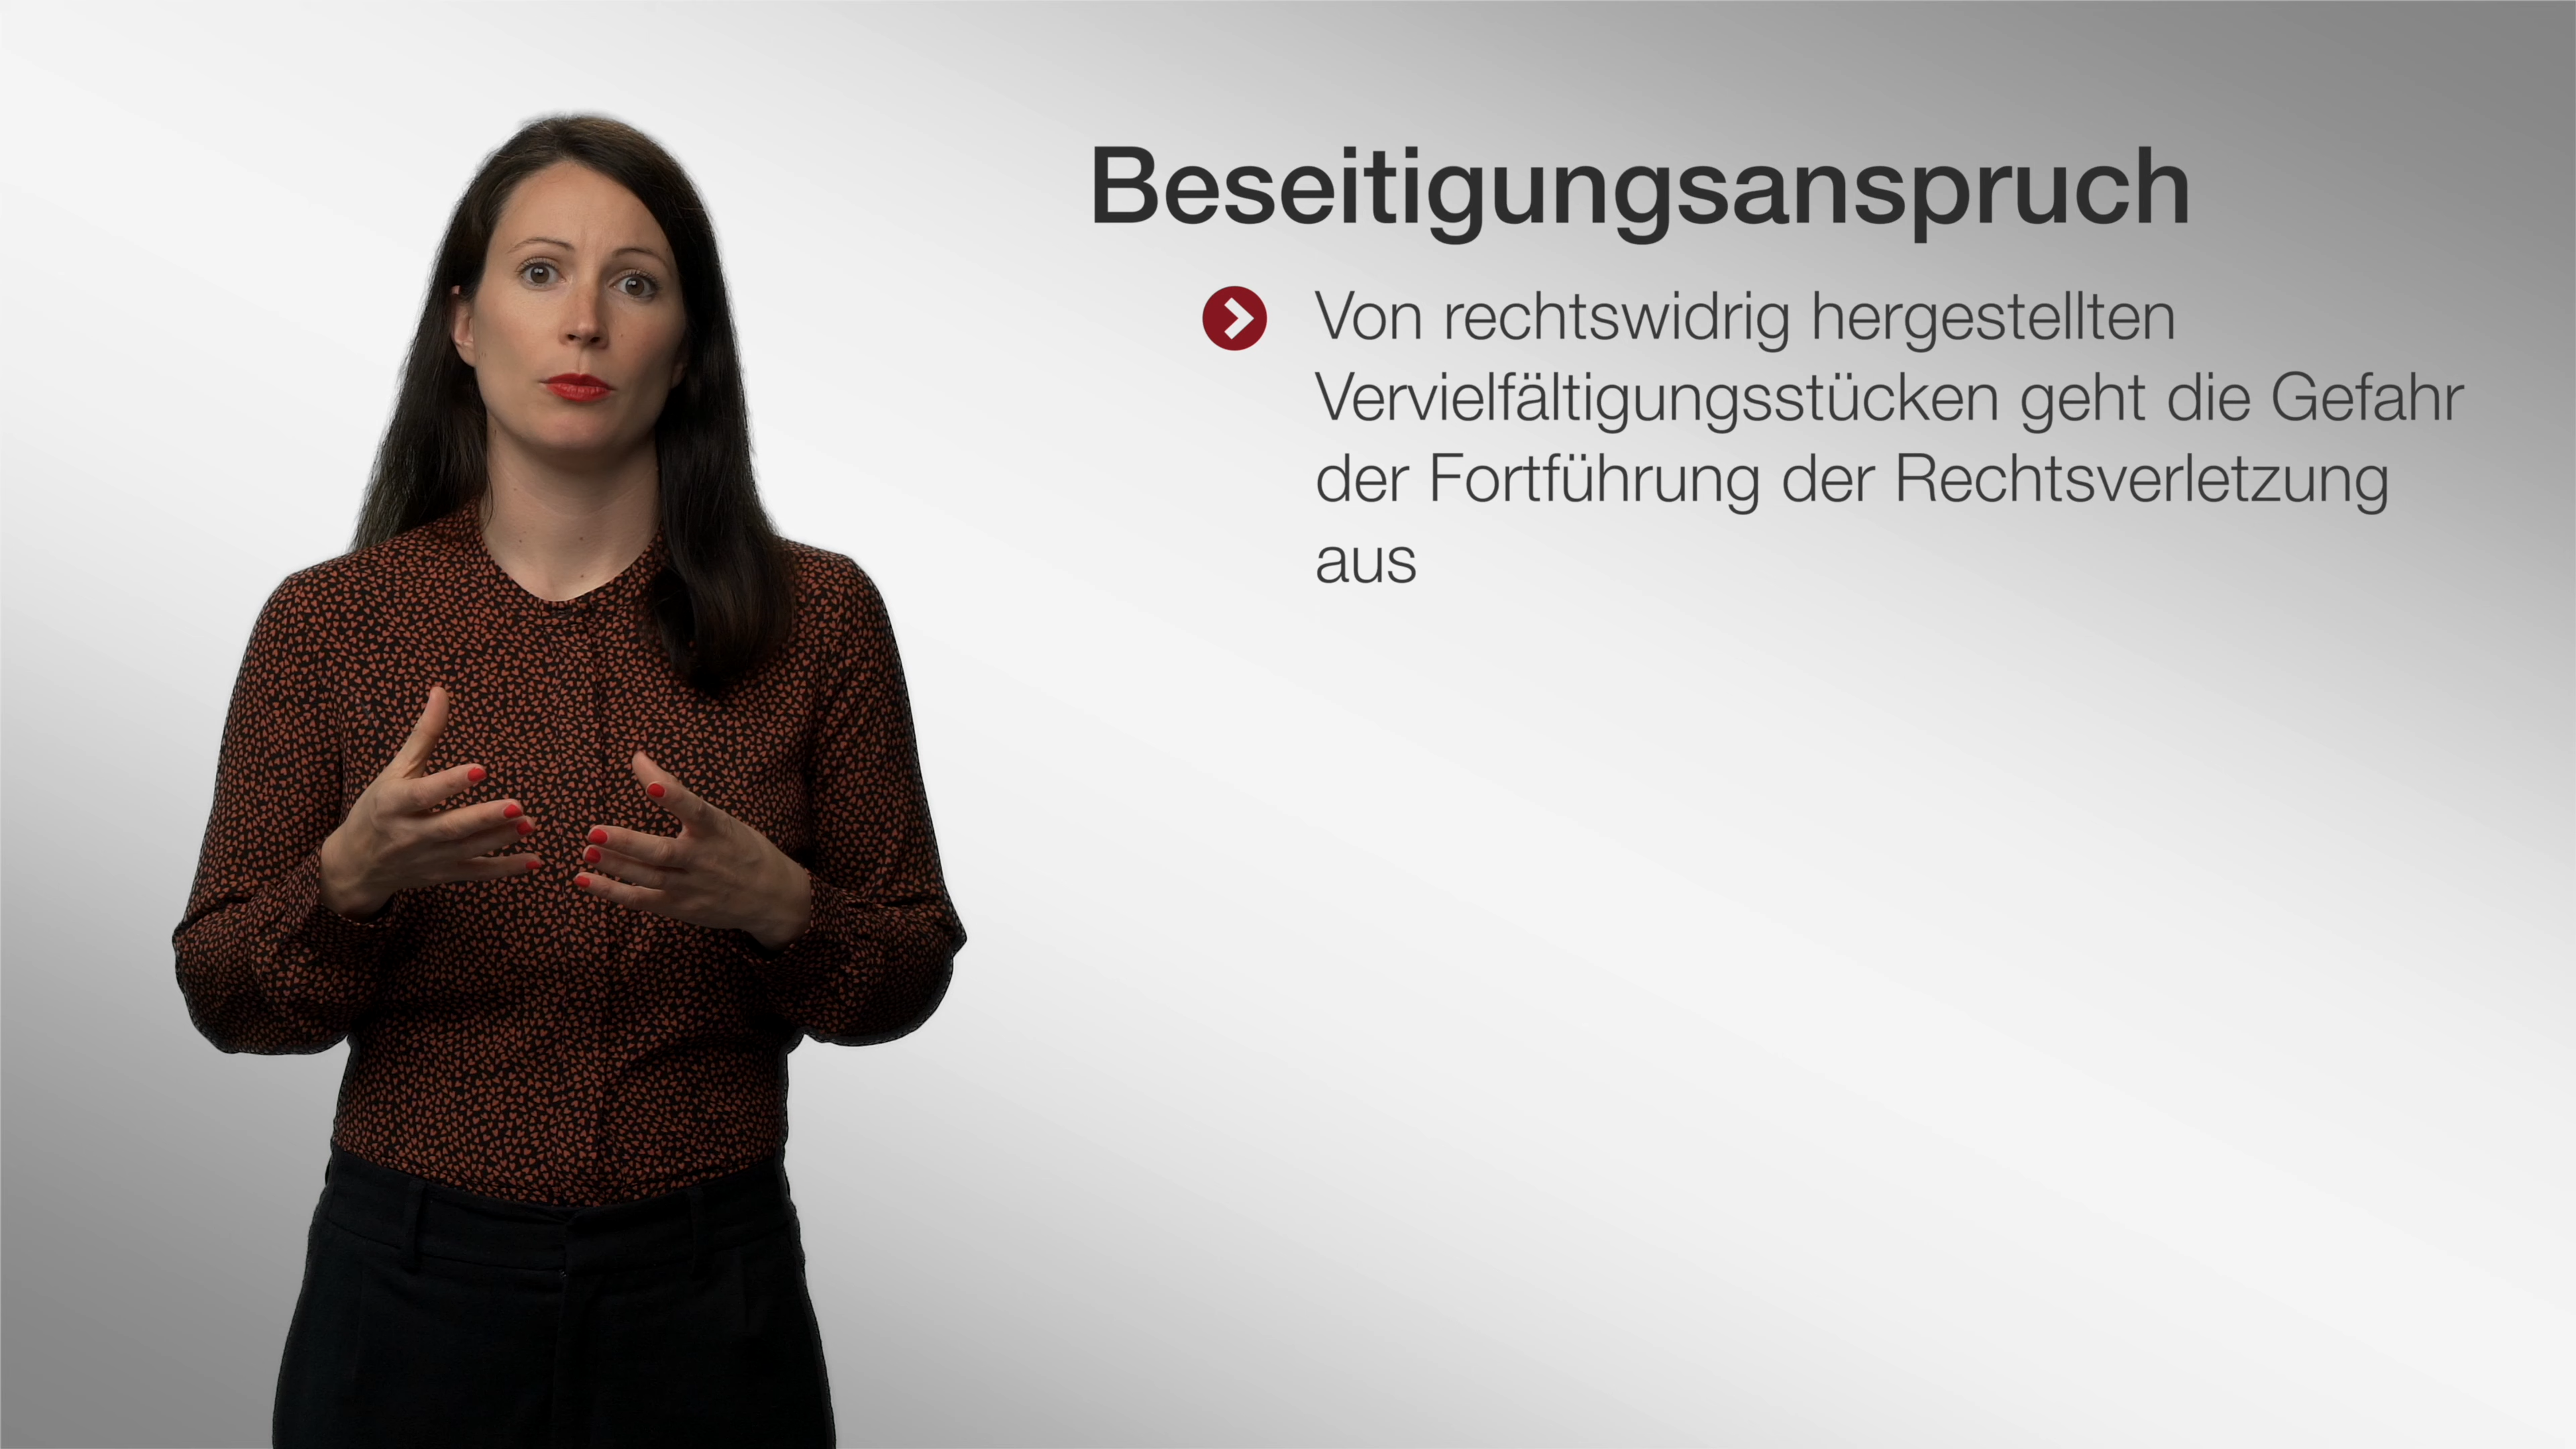 Beseitigungsanspruch
Von rechtswidrig hergestellten
Vervielfältigungsstücken geht die Gefahr
der Fortführung der Rechtsverletzung
aus